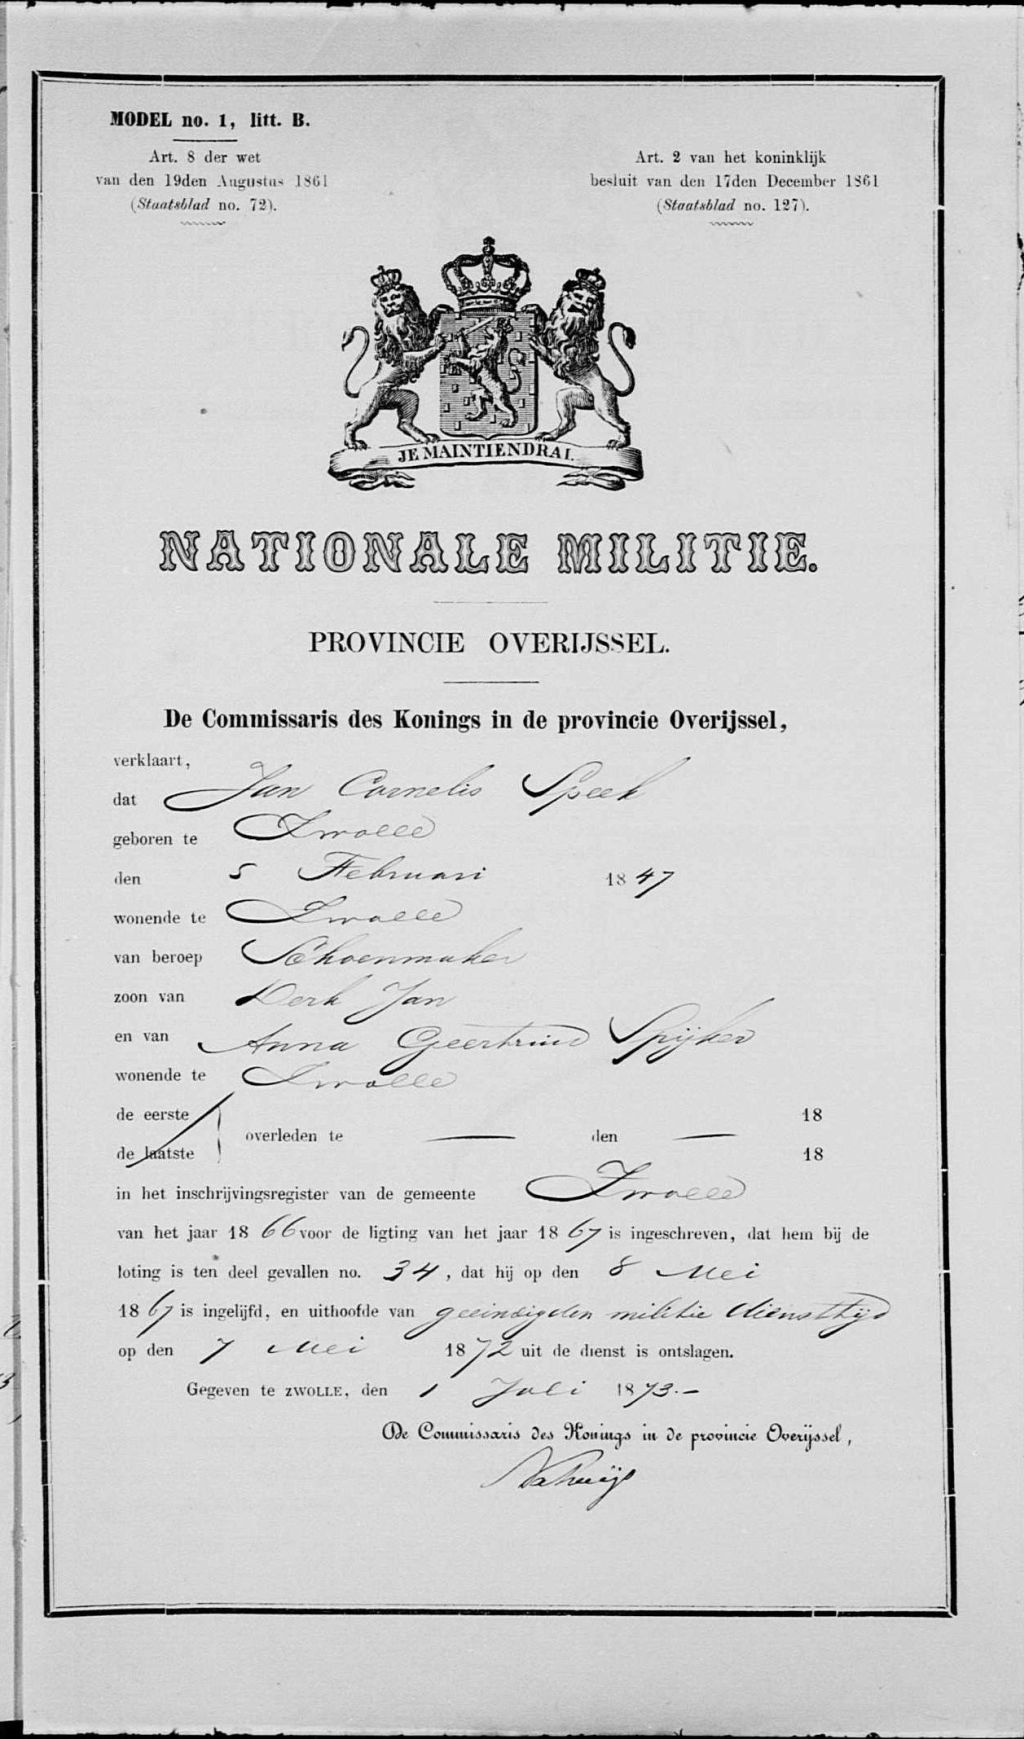 MODEL no. 1, litt. B.
Art. 8 der wet
van den 19den Augustus 1861
(Staatsblad no. 72).
Art. 2 van het koninklijk
besluit van den 17den December 1861
(Staatsblad no. 127).
JE MAINTIENDRAI.
NATIONALE MILITIE.
PROVINCIE OVERIJSSEL.
De Commissaris des Konings in de provincie Overijssel,
verklaart,
dat Jan Cornelis Speek
geboren te Zwolle
den 5 Februari 1847
wonende te Zwolle
van beroep Schoenmaker
zoon van Derk Jan
en van Anna Geertruid Spijker
wonende te Zwolle
de eerste 18
overleden te — den —
de laatste 18
in het inschrijvingsregister van de gemeente Zwolle
van het jaar 1866 voor de ligting van het jaar 1867 is ingeschreven, dat hem bij de
loting is ten deel gevallen no. 34, dat hij op den 8 Mei
1867 is ingelijfd, en uithoofde van geeindigden militie diensttijd
op den 7 Mei 1872 uit de dienst is ontslagen.
Gegeven te ZWOLLE, den 1 Juli 1873.-
De Commissaris des Konings in de provincie Overijssel,
Nahuijs